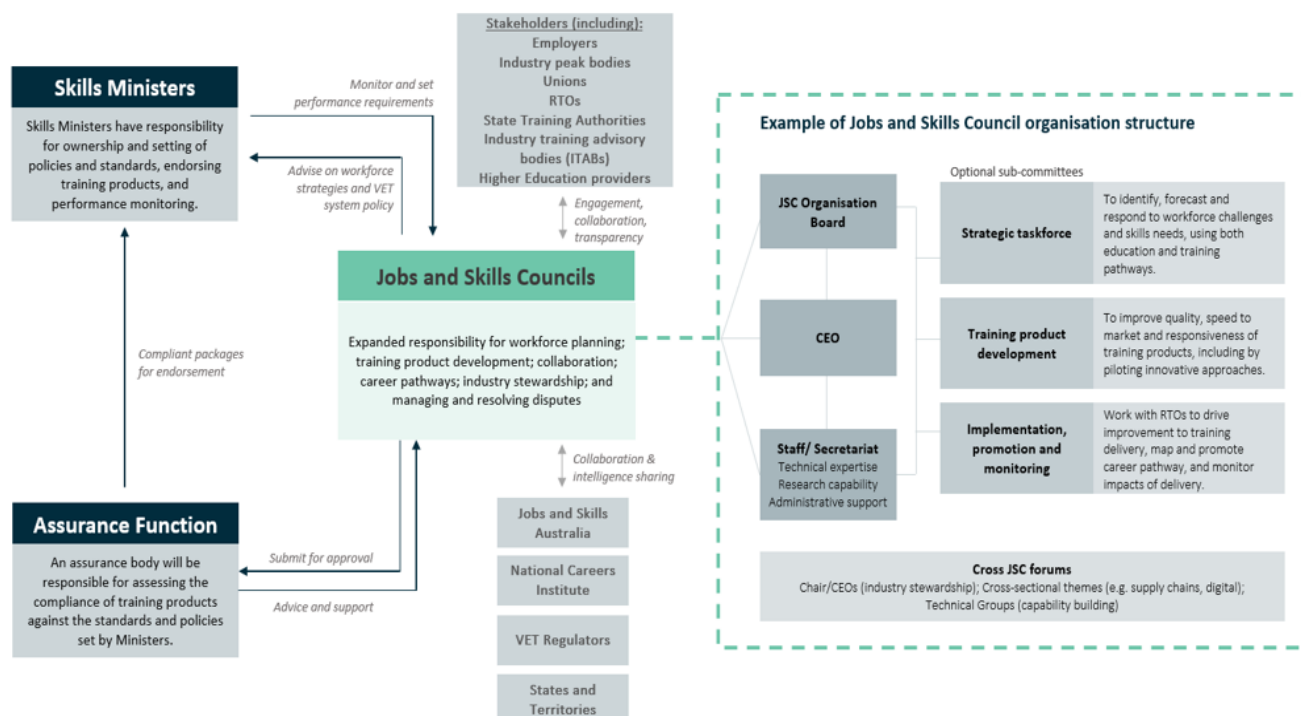 Skills Ministers
Skills Ministers have responsibility
for ownership and setting of
policies and standards, endorsing
training products, and
performance monitoring.
Monitor and set
performance requirements
Advise on workforce
strategies and VET
system policy
Stakeholders (including):
Employers
Industry peak bodies
Unions
RTOs
State Training Authorities
Industry training advisory
bodies (ITABs)
Higher Education providers
Engagement,
collaboration,
transparency
Jobs and Skills Councils
Expanded responsibility for workforce planning;
training product development; collaboration;
career pathways; industry stewardship; and
managing and resolving disputes
Compliant packages
for endorsement
Assurance Function
An assurance body will be
responsible for assessing the
compliance of training products
against the standards and policies
set by Ministers.
Submit for approval
Advice and support
Collaboration &
intelligence sharing
Jobs and Skills
Australia
National Careers
Institute
VET Regulators
States and
Territories
Example of Jobs and Skills Council organisation structure
Optional sub-committees
JSC Organisation
Board
CEO
Staff/ Secretariat
Technical expertise
Research capability
Administrative support
Strategic taskforce
To identify, forecast and
respond to workforce challenges
and skills needs, using both
education and training
pathways.
Training product
development
To improve quality, speed to
market and responsiveness of
training products, including by
piloting innovative approaches.
Implementation,
promotion and
monitoring
Work with RTOs to drive
improvement to training
delivery, map and promote
career pathway, and monitor
impacts of delivery.
Cross JSC forums
Chair/CEOs (industry stewardship); Cross-sectional themes (e.g. supply chains, digital);
Technical Groups (capability building)